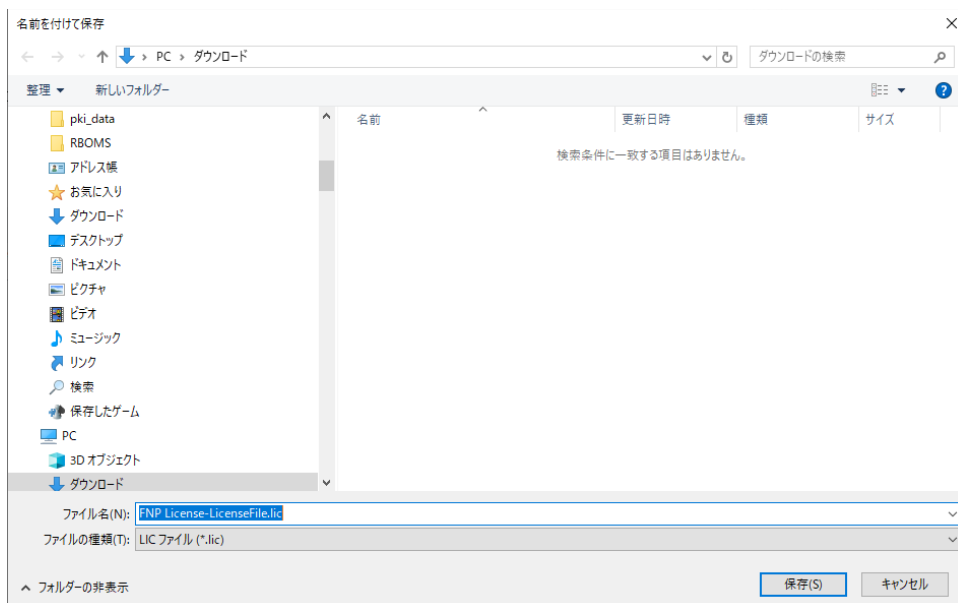 名前を付けて保存
PC › ダウンロード
ダウンロードの検索
整理
新しいフォルダー
pki_data
RBOMS
アドレス帳
お気に入り
ダウンロード
デスクトップ
ドキュメント
ピクチャ
ビデオ
ミュージック
リンク
検索
保存したゲーム
PC
3D オブジェクト
ダウンロード
名前 更新日時 種類 サイズ
検索条件に一致する項目はありません。
ファイル名(N): FNP License-LicenseFile.lic
ファイルの種類(T): LIC ファイル (*.lic)
フォルダーの非表示
保存(S) キャンセル